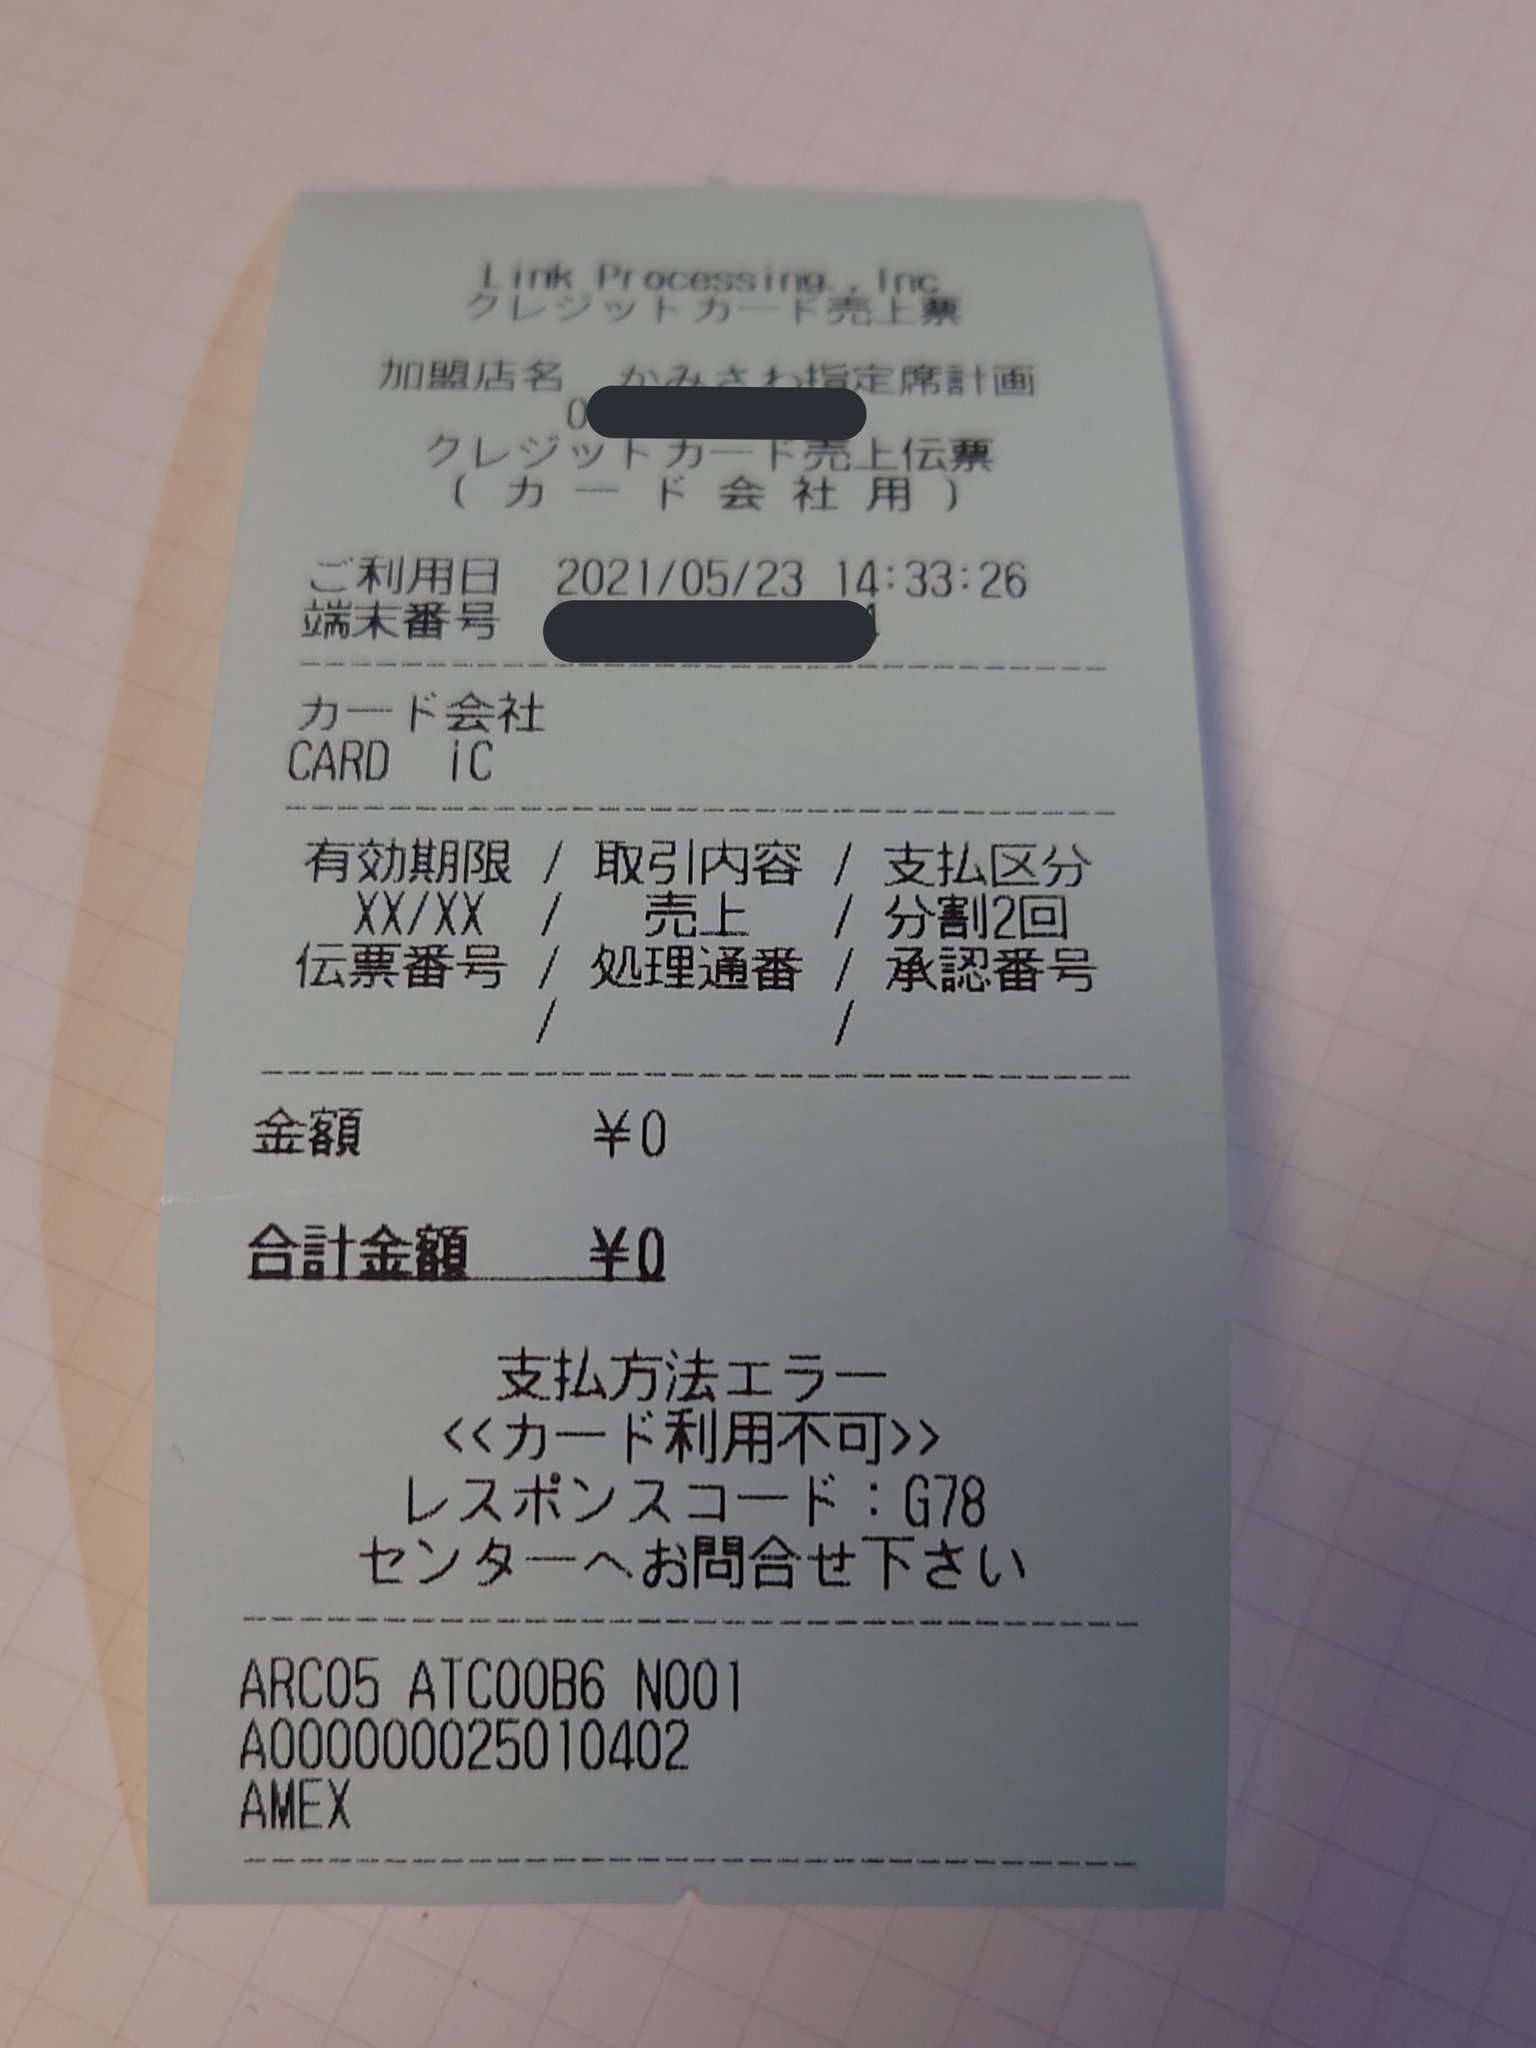 Link Processing.,Inc
クレジットカード売上票
加盟店名 かみさわ指定席計画
0
クレジットカード売上伝票
(カード会社用)
ご利用日 2021/05/23 14:33:26
端末番号
カード会社
CARD iC
有効期限 / 取引内容 / 支払区分
XX/XX / 売上 / 分割2回
伝票番号 / 処理通番 / 承認番号
/ /
金額 ¥0
合計金額 ¥0
支払方法エラー
<<カード利用不可>>
レスポンスコード:G78
センターへお問合せ下さい
ARC05 ATC00B6 N001
A000000025010402
AMEX